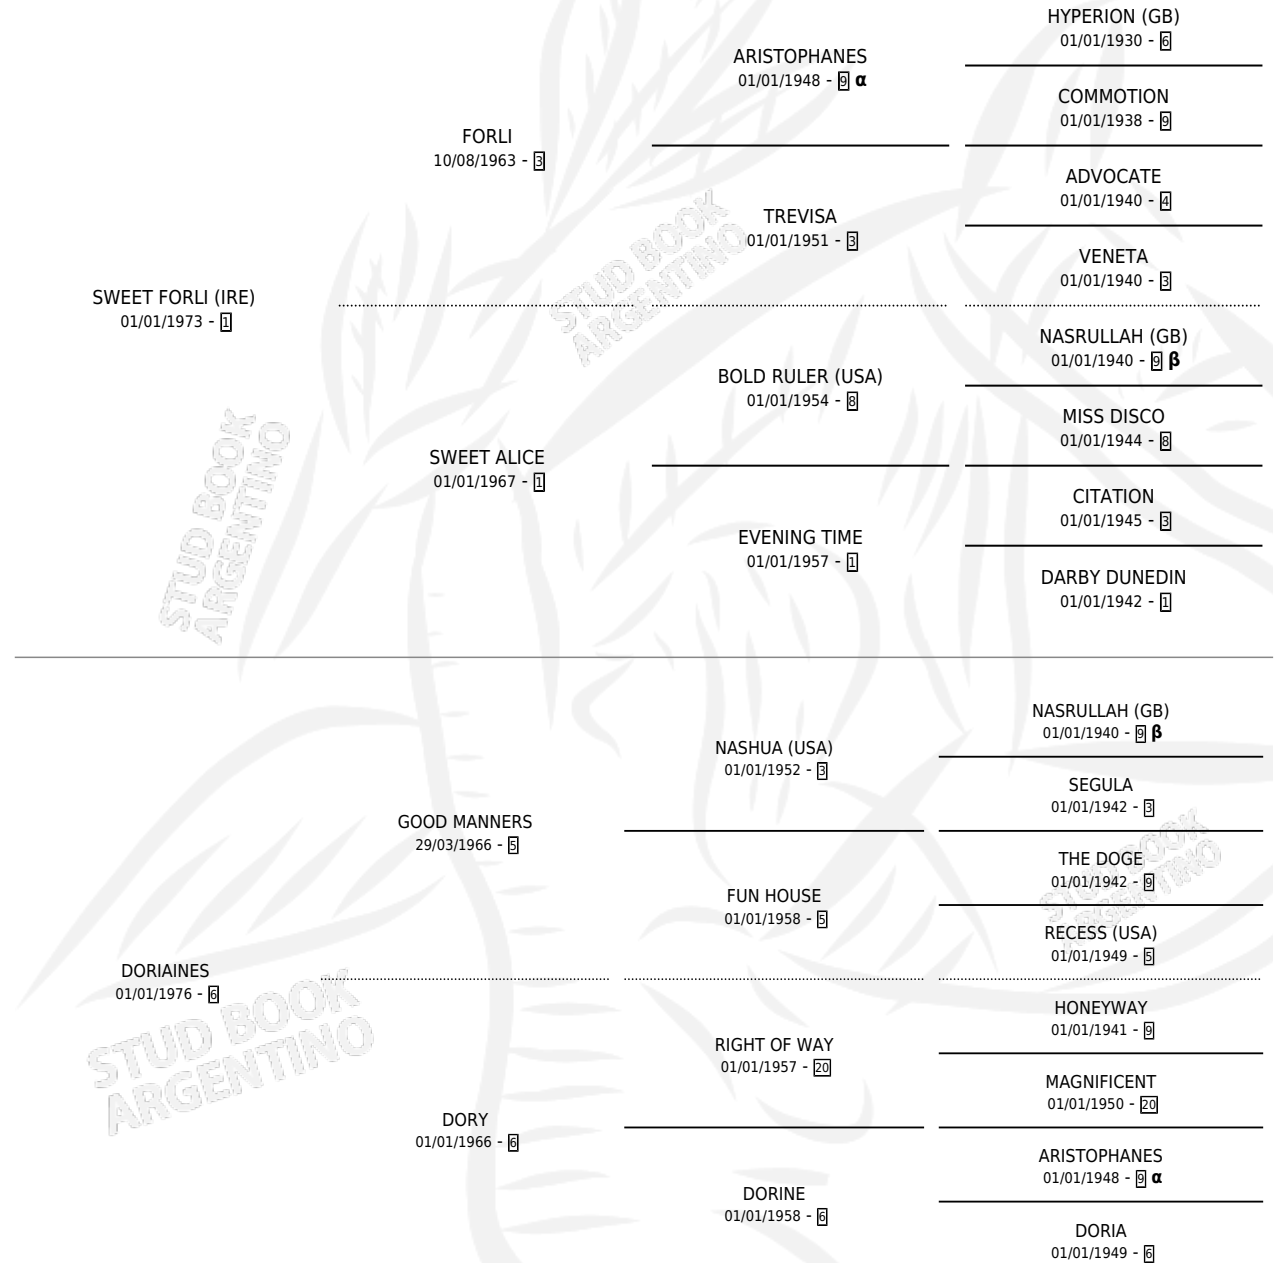 HYPERION (GB)
01/01/1930 - 6
ARISTOPHANES
01/01/1948 - 9 α
COMMOTION
01/01/1938 - 9
FORLI
10/08/1963 - 3
ADVOCATE
01/01/1940 - 4
TREVISA
01/01/1951 - 3
VENETA
01/01/1940 - 3
SWEET FORLI (IRE)
01/01/1973 - 1
NASRULLAH (GB)
01/01/1940 - 9 β
BOLD RULER (USA)
01/01/1954 - 8
MISS DISCO
01/01/1944 - 8
SWEET ALICE
01/01/1967 - 1
CITATION
01/01/1945 - 3
EVENING TIME
01/01/1957 - 1
DARBY DUNEDIN
01/01/1942 - 1
NASRULLAH (GB)
01/01/1940 - 9 β
NASHUA (USA)
01/01/1952 - 3
SEGULA
01/01/1942 - 3
GOOD MANNERS
29/03/1966 - 5
THE DOGE
01/01/1942 - 9
FUN HOUSE
01/01/1958 - 5
RECESS (USA)
01/01/1949 - 5
DORIAINES
01/01/1976 - 6
HONEYWAY
01/01/1941 - 9
RIGHT OF WAY
01/01/1957 - 20
MAGNIFICENT
01/01/1950 - 20
DORY
01/01/1966 - 6
ARISTOPHANES
01/01/1948 - 9 α
DORINE
01/01/1958 - 6
DORIA
01/01/1949 - 6
STUD BOOK
ARGENTINO
STUD BOOK
ARGENTINO
STUD BOOK
ARGENTINO
STUD BOOK
ARGENTINO